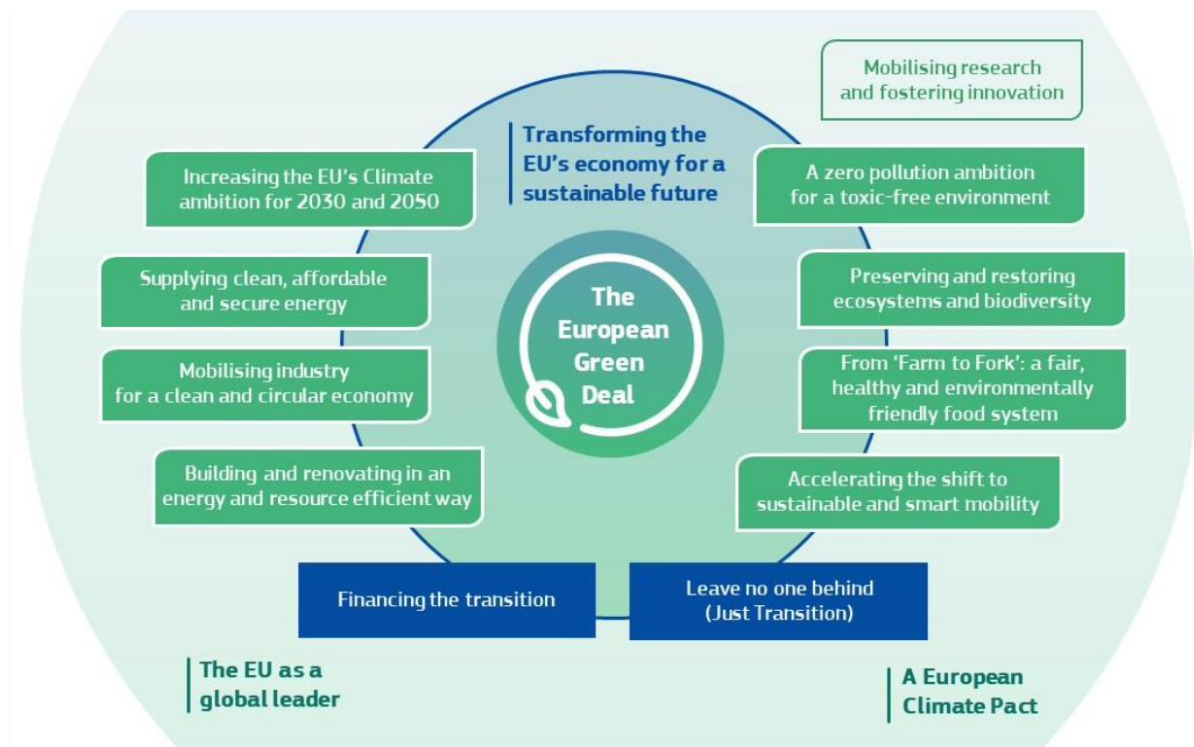 Mobilising research
and fostering innovation
Transforming the
EU's economy for a
sustainable future
Increasing the EU's Climate
ambition for 2030 and 2050
A zero pollution ambition
for a toxic-free environment
Supplying clean, affordable
and secure energy
Preserving and restoring
ecosystems and biodiversity
The
European
Green
Deal
Mobilising industry
for a clean and circular economy
From ‘Farm to Fork’: a fair,
healthy and environmentally
friendly food system
Building and renovating in an
energy and resource efficient way
Accelerating the shift to
sustainable and smart mobility
Financing the transition
Leave no one behind
(Just Transition)
The EU as a
global leader
A European
Climate Pact